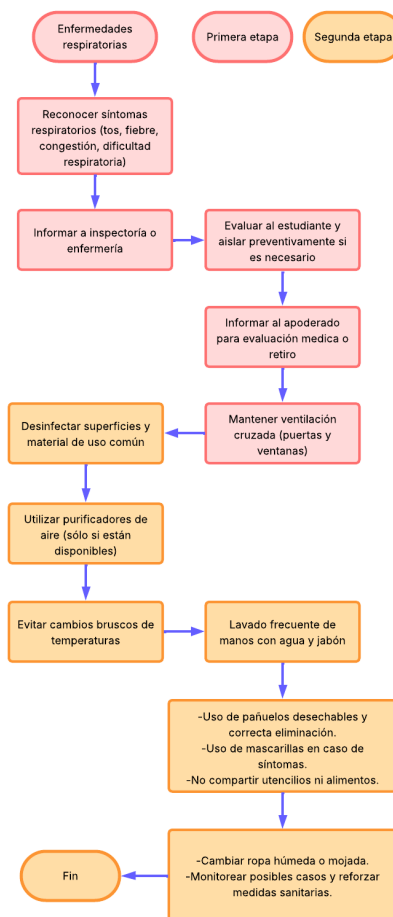 Enfermedades
respiratorias
Primera etapa
Segunda etapa
Reconocer síntomas
respiratorios (tos, fiebre,
congestión, dificultad
respiratoria)
Informar a inspectoría o
enfermería
Evaluar al estudiante y
aislar preventivamente si
es necesario
Informar al apoderado
para evaluación medica o
retiro
Mantener ventilación
cruzada (puertas y
ventanas)
Desinfectar superficies y
material de uso común
Utilizar purificadores de
aire (sólo si están
disponibles)
Evitar cambios bruscos de
temperaturas
Lavado frecuente de
manos con agua y jabón
-Uso de pañuelos desechables y
correcta eliminación.
-Uso de mascarillas en caso de
síntomas.
-No compartir utencilios ni alimentos.
-Cambiar ropa húmeda o mojada.
-Monitorear posibles casos y reforzar
medidas sanitarias.
Fin